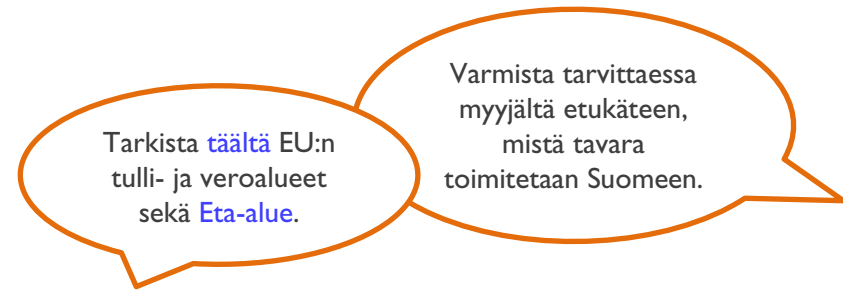 Tarkista täältä EU:n
tulli- ja veroalueet
sekä Eta-alue.
Varmista tarvittaessa
myyjältä etukäteen,
mistä tavara
toimitetaan Suomeen.